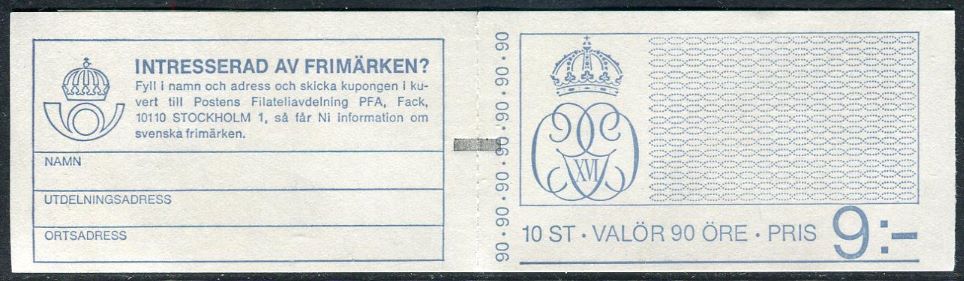 INTRESSERAD AV FRIMÄRKEN?
Fyll i namn och adress och skicka kupongen i ku-
vert till Postens Filateliavdelning PFA, Fack,
10110 STOCKHOLM 1, så får Ni information om
svenska frimärken.
NAMN
UTDELNINGSADRESS
ORTSADRESS
90·90·90·90·90·90·90
XVI
10 ST · VALÖR 90 ÖRE · PRIS 9:-